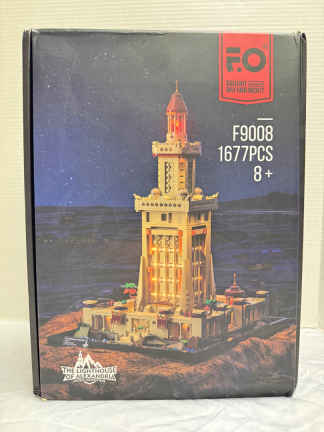 F.O
F9008
1677PCS
8+
THE LIGHTHOUSE
OF ALEXANDRIA